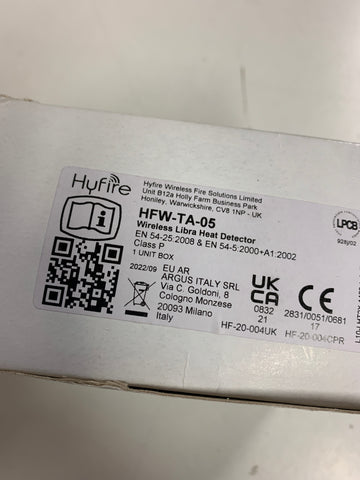 Hyfire
Hyfire Wireless Fire Solutions Limited
Unit B12a Holly Farm Business Park
Honiley, Warwickshire, CV8 1NP - UK
HFW-TA-05
Wireless Libra Heat Detector
EN 54-25:2008 & EN 54-5:2000+A1:2002
Class P
1 UNIT BOX
LPCB
928j/02
2022/09
EU AR
ARGUS ITALY SRL
Via C. Goldoni, 8
Cologno Monzese
20093 Milano
Italy
UK
CA
0832
21
HF-20-004UK
CE
2831/0051/0681
17
HF-20-004CPR